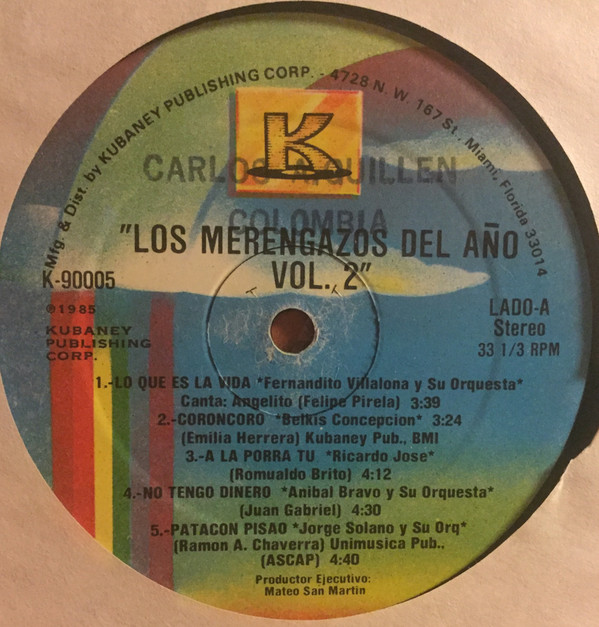 Mfg. & Dist. by KUBANEY PUBLISHING CORP. - 4728 N. W. 167 St., Miami, Florida 33014
K
COLOMBIA
"LOS MERENGAZOS DEL AÑO
VOL. 2"
K-90005
℗1985
KUBANEY
PUBLISHING
CORP.
LADO-A
Stereo
33 1/3 RPM
1.-LO QUE ES LA VIDA *Fernandito Villalona y Su Orquesta*
Canta: Angelito (Felipe Pirela) 3:39
2.-CORONCORO *Belkis Concepcion* 3:24
(Emilia Herrera) Kubaney Pub., BMI
3.-A LA PORRA TU *Ricardo Jose*
(Romualdo Brito) 4:12
4.-NO TENGO DINERO *Anibal Bravo y Su Orquesta*
(Juan Gabriel) 4:30
5.-PATACON PISAO *Jorge Solano y Su Orq*
(Ramon A. Chaverra) Unimusica Pub.,
(ASCAP) 4:40
Productor Ejecutivo:
Mateo San Martin